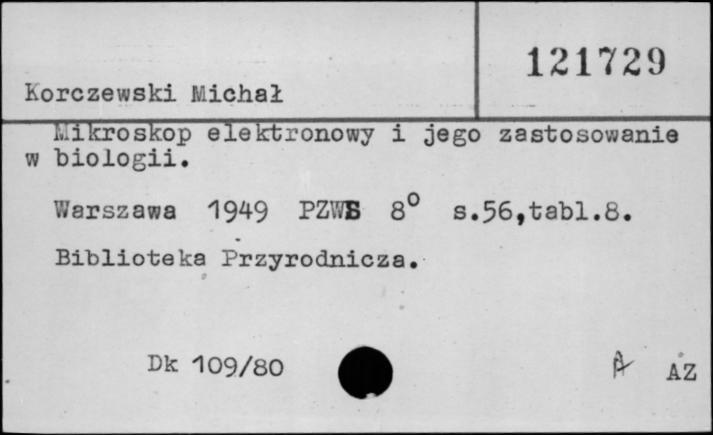 121729
Korczewski Michał
Mikroskop elektronowy i jego zastosowanie
w biologii.
Warszawa 1949 PZWS 8° s.56,tabl.8.
Biblioteka Przyrodnicza.
Dk 109/80
A AZ